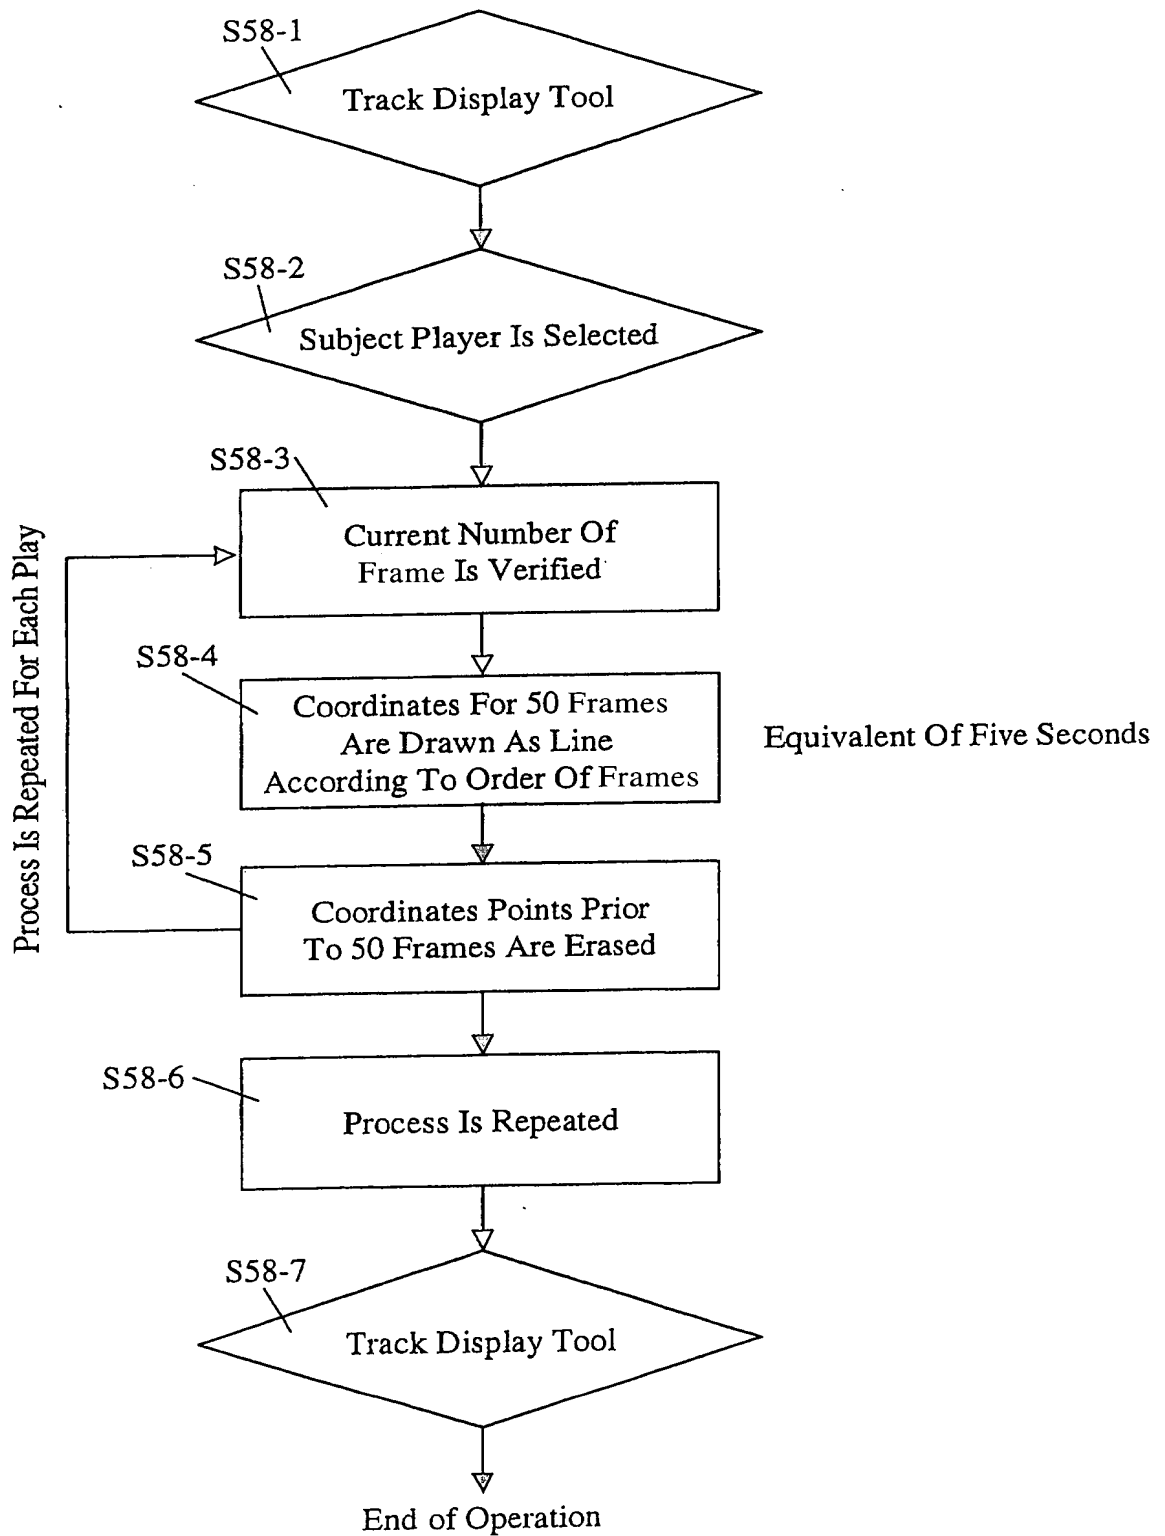 S58-1
Track Display Tool
S58-2
Subject Player Is Selected
S58-3
Current Number Of
Frame Is Verified
Process Is Repeated For Each Play
S58-4
Coordinates For 50 Frames
Are Drawn As Line
According To Order Of Frames
Equivalent Of Five Seconds
S58-5
Coordinates Points Prior
To 50 Frames Are Erased
S58-6
Process Is Repeated
S58-7
Track Display Tool
End of Operation